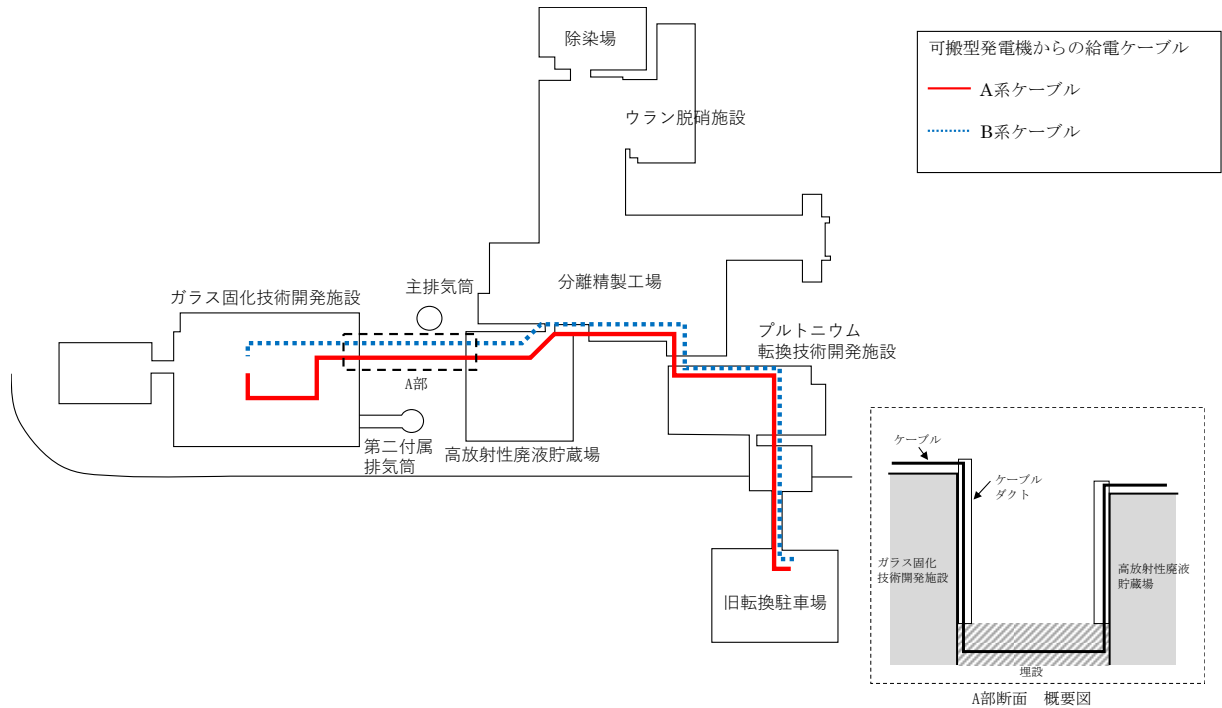 除染場
可搬型発電機からの給電ケーブル
A系ケーブル
B系ケーブル
ウラン脱硝施設
分離精製工場
主排気筒
ガラス固化技術開発施設
プルトニウム
転換技術開発施設
A部
第二付属
排気筒
高放射性廃液貯蔵場
旧転換駐車場
ケーブル
ケーブル
ダクト
ガラス固化
技術開発施設
高放射性廃液
貯蔵場
埋設
A部断面 概要図